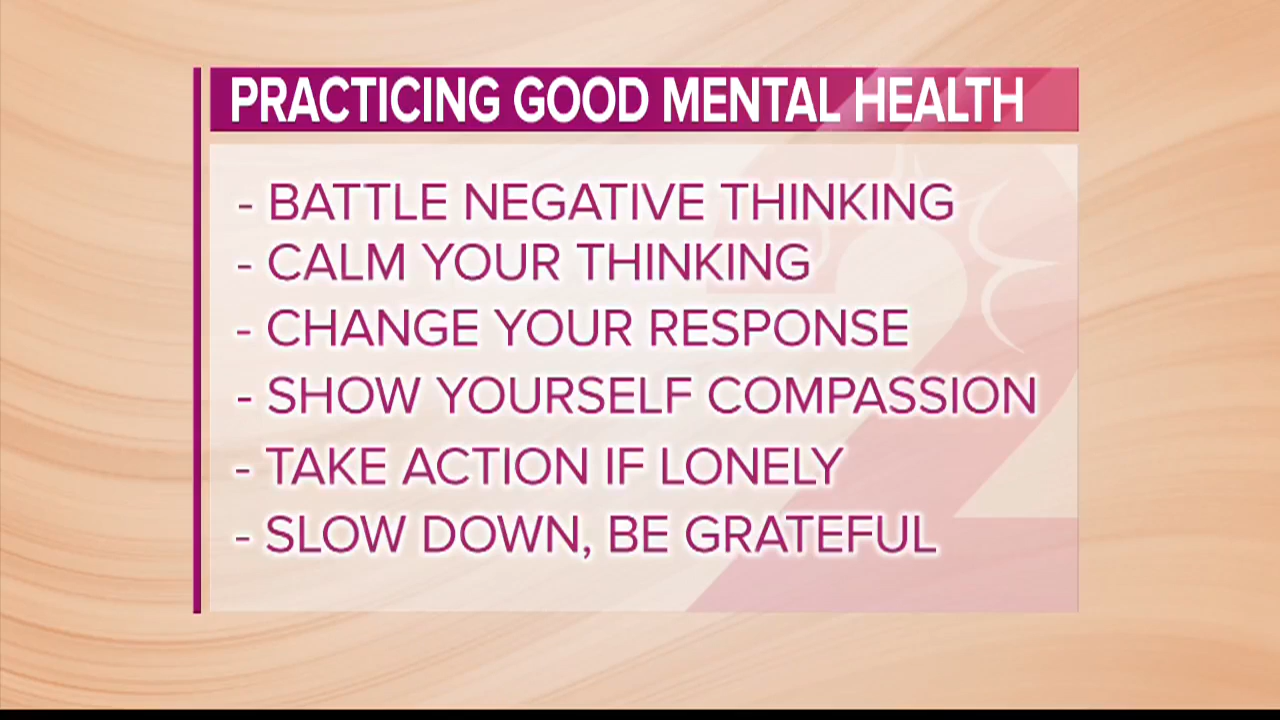 PRACTICING GOOD MENTAL HEALTH
- BATTLE NEGATIVE THINKING
- CALM YOUR THINKING
- CHANGE YOUR RESPONSE
- SHOW YOURSELF COMPASSION
- TAKE ACTION IF LONELY
- SLOW DOWN, BE GRATEFUL